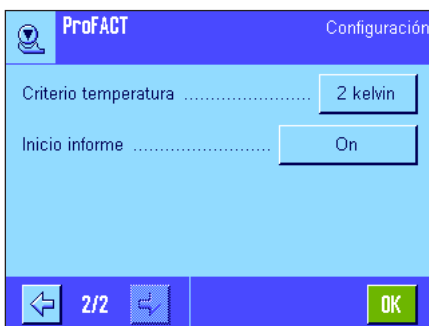 ProFACT
Configuración
Criterio temperatura ........................ 2 kelvin
Inicio informe .......................... On
2/2
OK